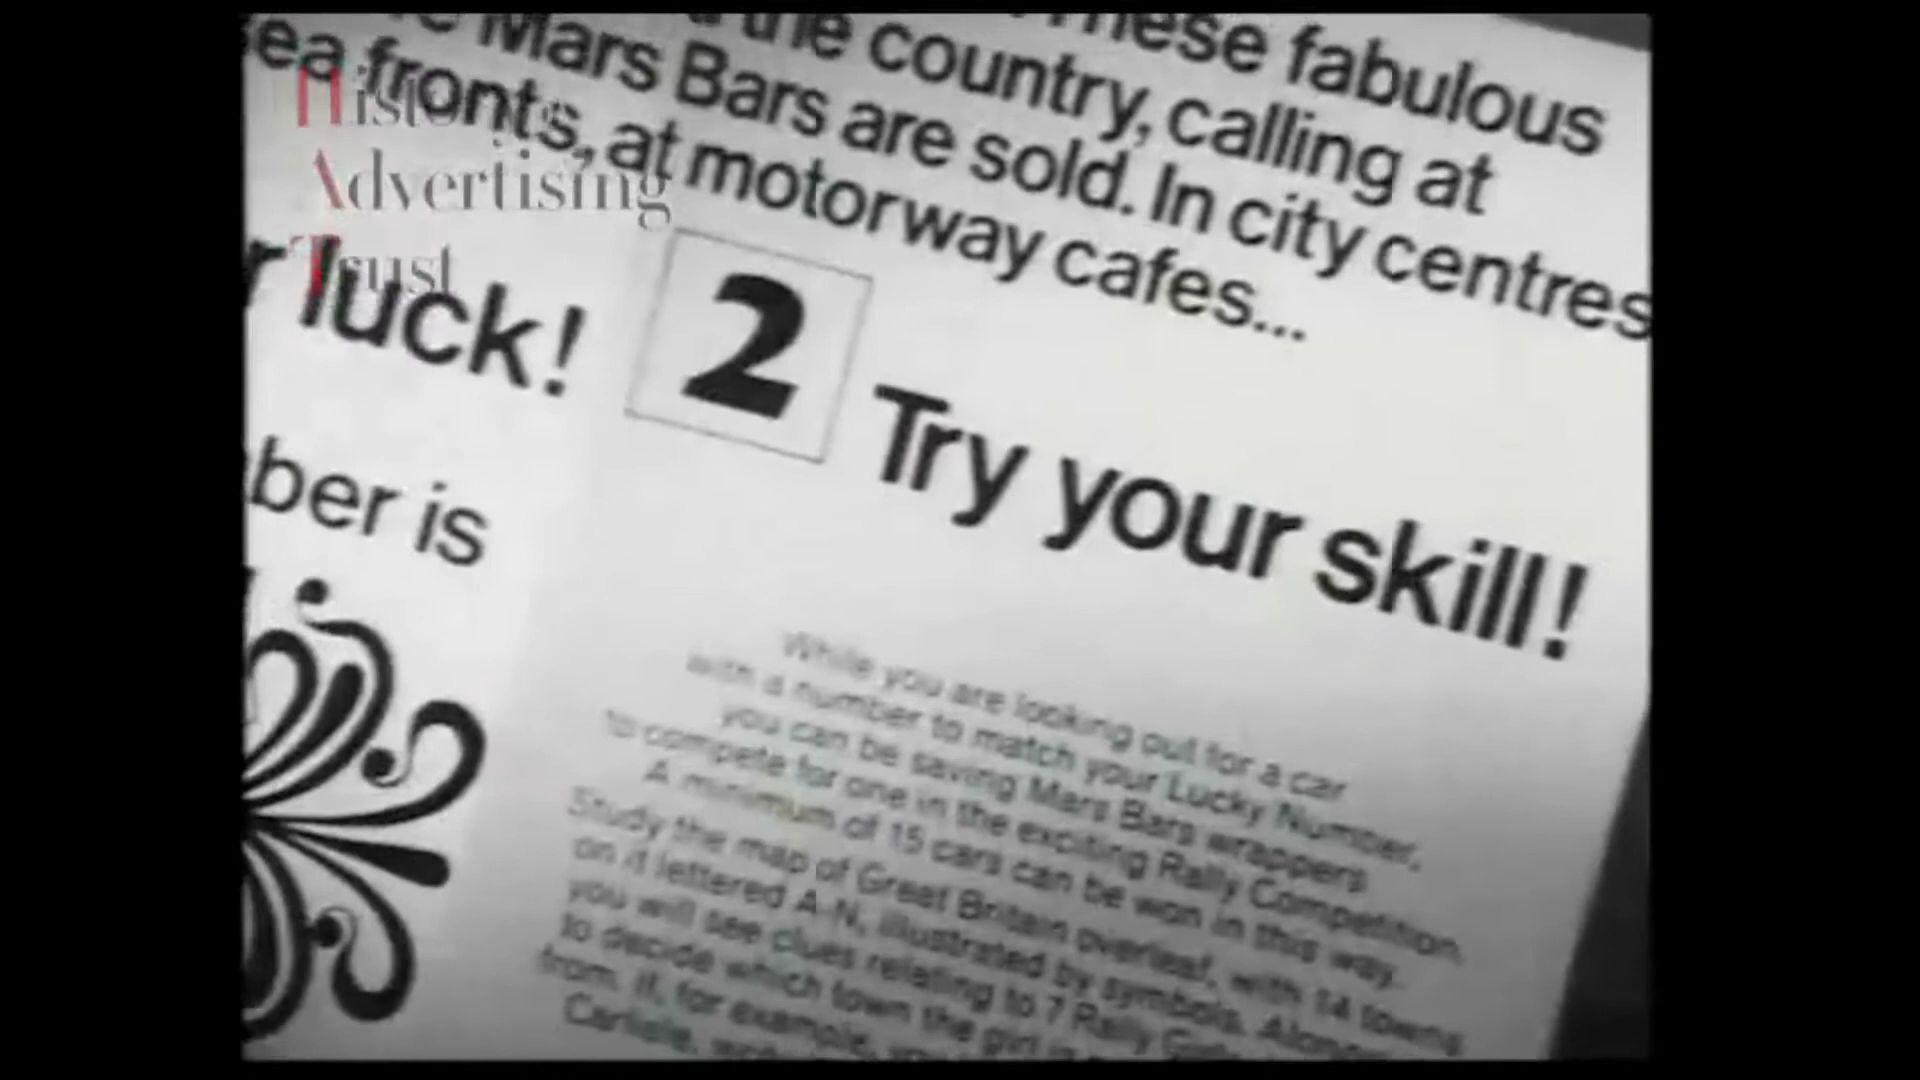 these fabulous
the country, calling at
Mars Bars are sold. In city centres
fronts, at motorway cafes...
History
Advertising
Trust
r luck!
2
Try your skill!
ber is
While you are looking out for a car
with a number to match your Lucky Number,
you can be saving Mars Bars wrappers
to compete for one in the exciting Rally Competition.
A minimum of 15 cars can be won in this way.
Study the map of Great Britain overleaf, with 14 towns
on it lettered A-N, illustrated by symbols. Along
you will see clues relating to 7 Rally
to decide which town the girl is
from. If, for example, you
Carlisle,